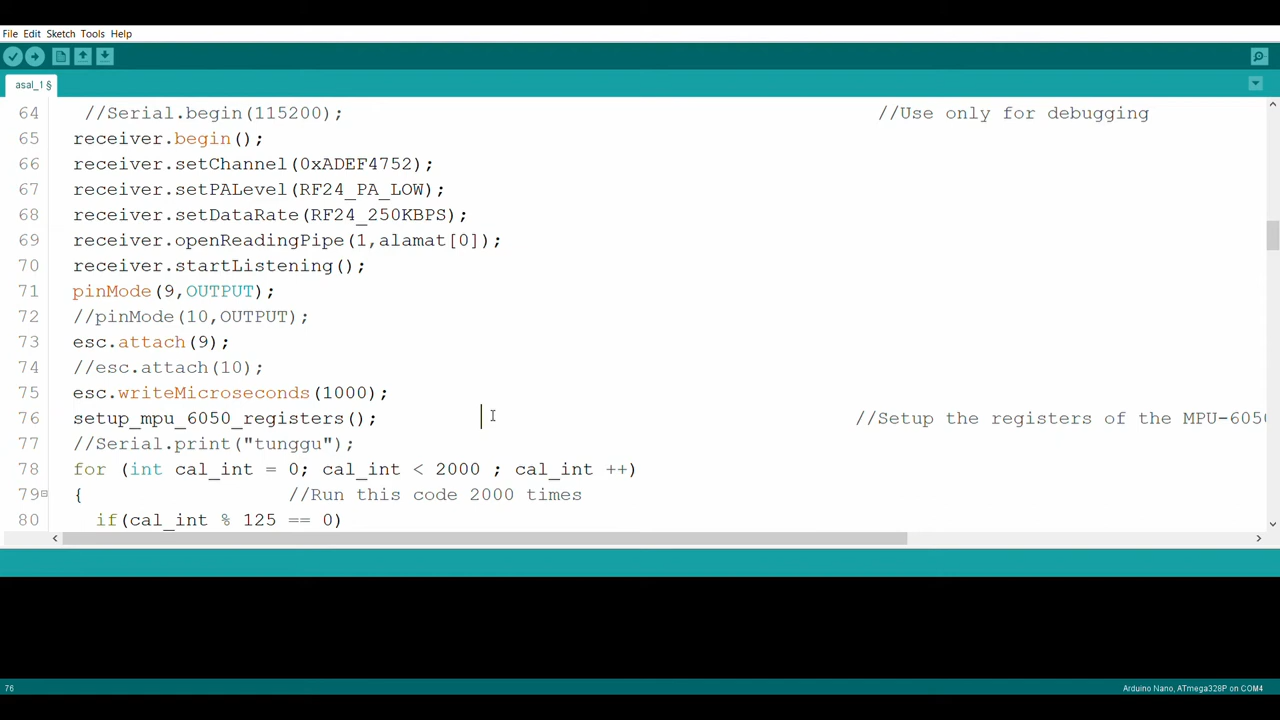 File Edit Sketch Tools Help
asal_1 §
64 //Serial.begin(115200); //Use only for debugging
65 receiver.begin();
66 receiver.setChannel(0xADEF4752);
67 receiver.setPALevel(RF24_PA_LOW);
68 receiver.setDataRate(RF24_250KBPS);
69 receiver.openReadingPipe(1,alamat[0]);
70 receiver.startListening();
71 pinMode(9,OUTPUT);
72 //pinMode(10,OUTPUT);
73 esc.attach(9);
74 //esc.attach(10);
75 esc.writeMicroseconds(1000);
76 setup_mpu_6050_registers(); //Setup the registers of the MPU-6050
77 //Serial.print("tunggu");
78 for (int cal_int = 0; cal_int < 2000 ; cal_int ++)
79 { //Run this code 2000 times
80 if(cal_int % 125 == 0)
76 Arduino Nano, ATmega328P on COM4